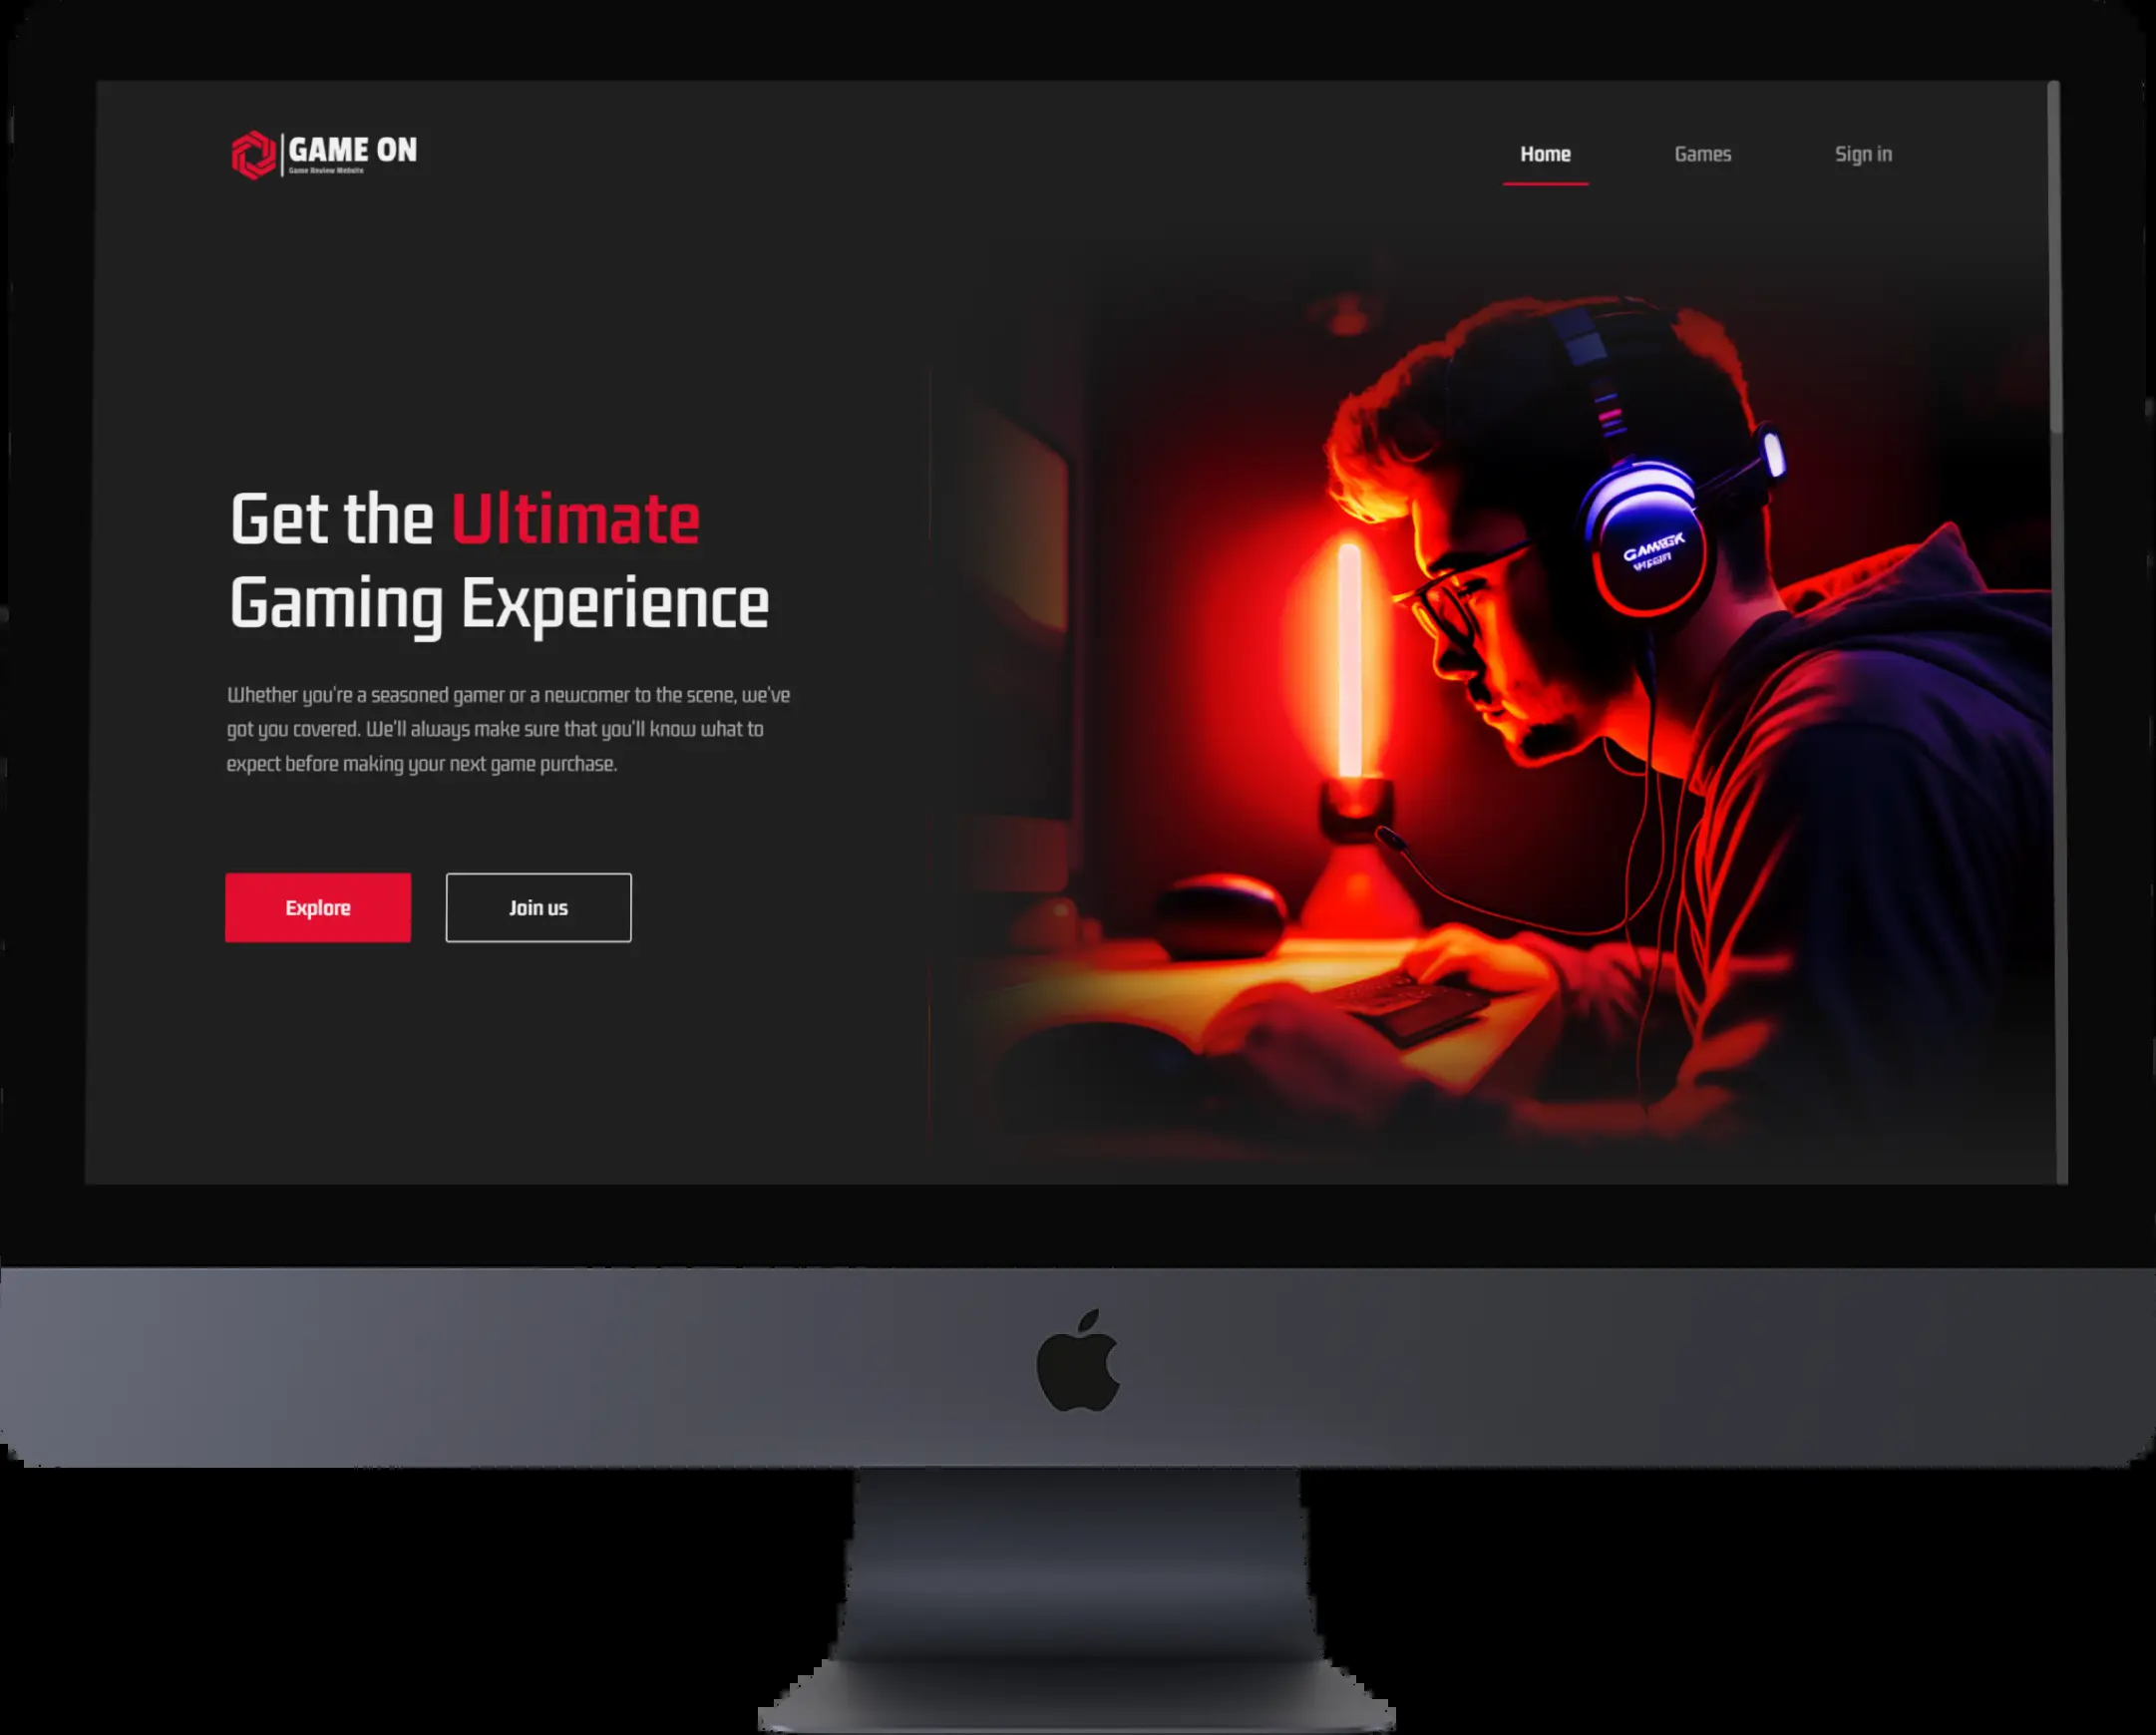 GAME ON
Game Review Website
Home
Games
Sign in
Get the Ultimate
Gaming Experience
Whether you're a seasoned gamer or a newcomer to the scene, we've
got you covered. We'll always make sure that you'll know what to
expect before making your next game purchase.
Explore
Join us